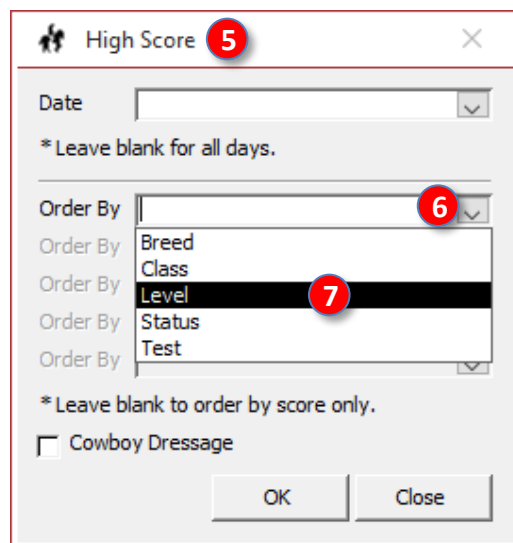 High Score 5
Date
*Leave blank for all days.
Order By 6
Order By Breed
Class
Order By Level 7
Order By Status
Order By Test
*Leave blank to order by score only.
Cowboy Dressage
OK Close